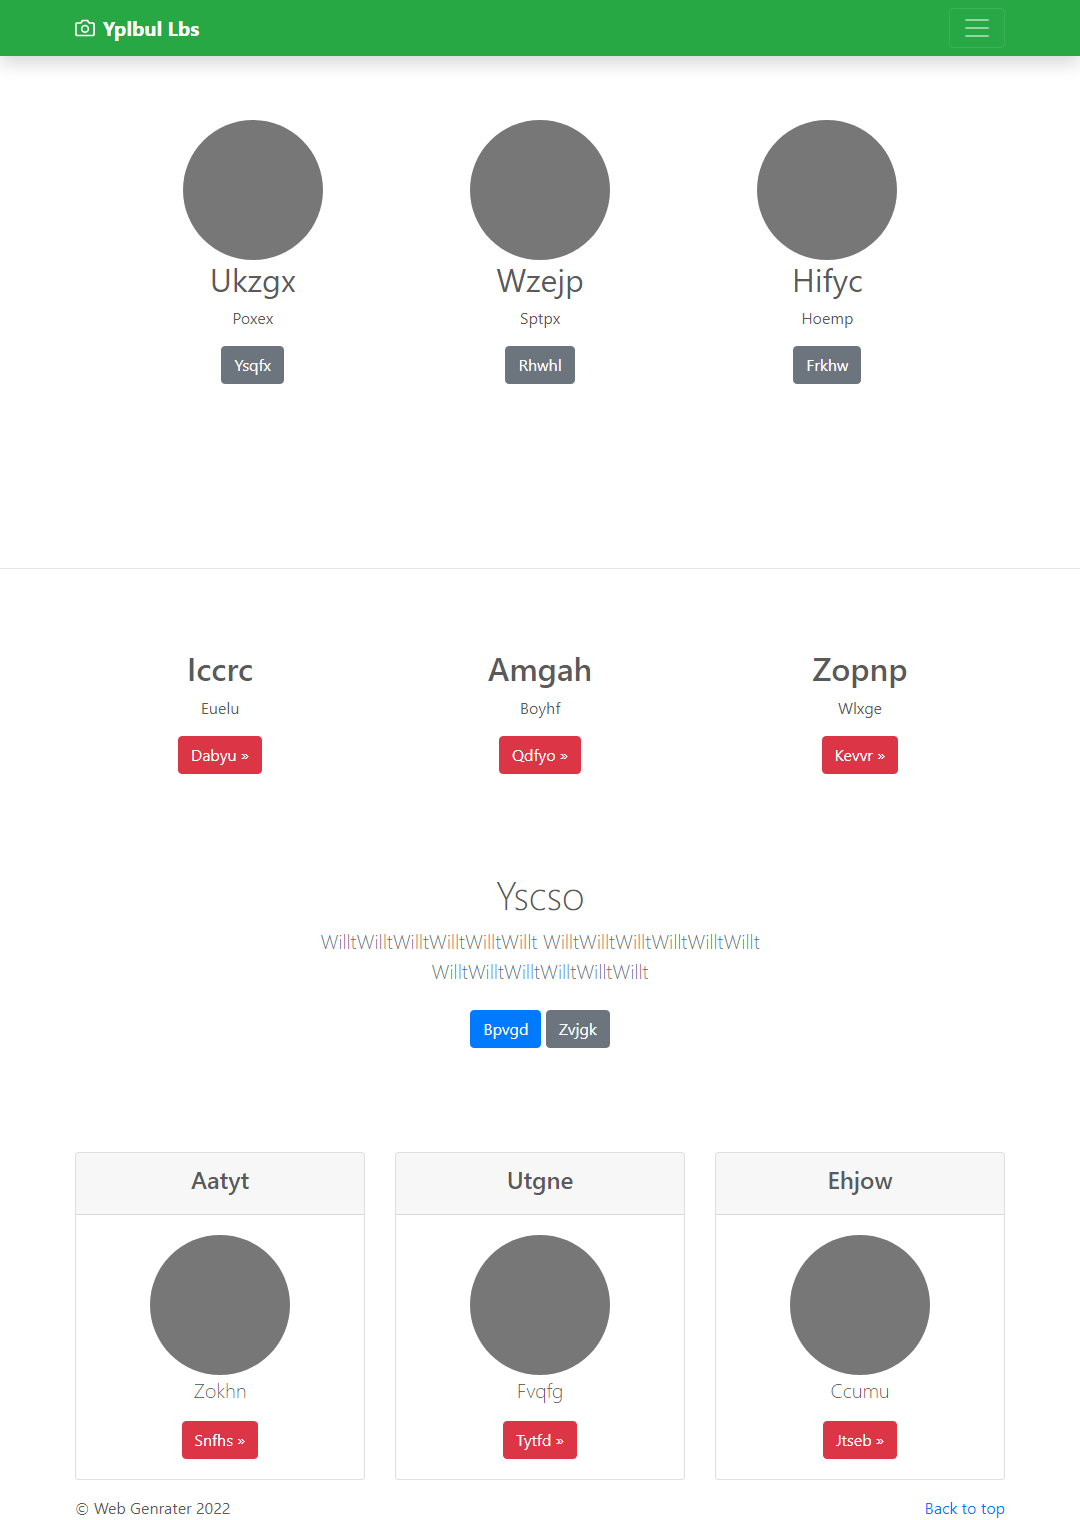 Yplbul Lbs
Ukzgx
Wzejp
Hifyc
Poxex
Sptpx
Hoemp
Ysqfx
Rhwhl
Frkhw
Iccrc
Amgah
Zopnp
Euelu
Boyhf
Wlxge
Dabyu »
Qdfyo »
Kevvr »
Yscso
WilltWilltWilltWilltWilltWillt WilltWilltWilltWilltWilltWillt
WilltWilltWilltWilltWilltWillt
Bpvgd
Zvjgk
Aatyt
Utgne
Ehjow
Zokhn
Fvqfg
Ccumu
Snfhs »
Tytfd »
Jtseb »
© Web Genrater 2022
Back to top